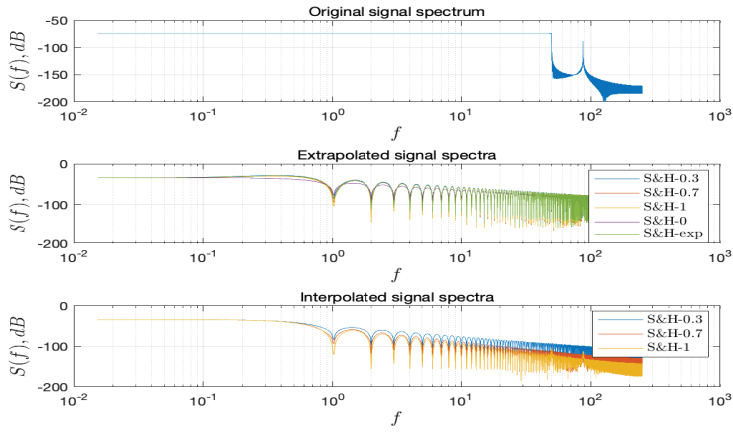 Original signal spectrum
S(f), dB
-50
-100
-150
-200
10^-2
10^-1
10^0
10^1
10^2
10^3
f
Extrapolated signal spectra
S(f), dB
0
-100
-200
S&H-0.3
S&H-0.7
S&H-1
S&H-0
S&H-exp
10^-2
10^-1
10^0
10^1
10^2
10^3
f
Interpolated signal spectra
S(f), dB
0
-100
-200
S&H-0.3
S&H-0.7
S&H-1
10^-2
10^-1
10^0
10^1
10^2
10^3
f